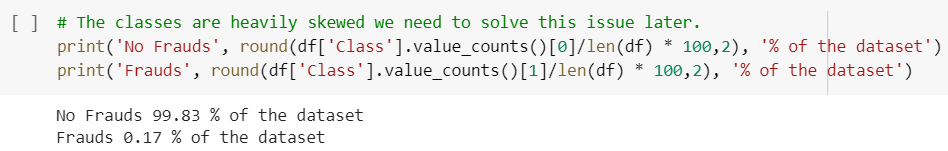 [ ] # The classes are heavily skewed we need to solve this issue later.
print('No Frauds', round(df['Class'].value_counts()[0]/len(df) * 100,2), '% of the dataset')
print('Frauds', round(df['Class'].value_counts()[1]/len(df) * 100,2), '% of the dataset')
No Frauds 99.83 % of the dataset
Frauds 0.17 % of the dataset